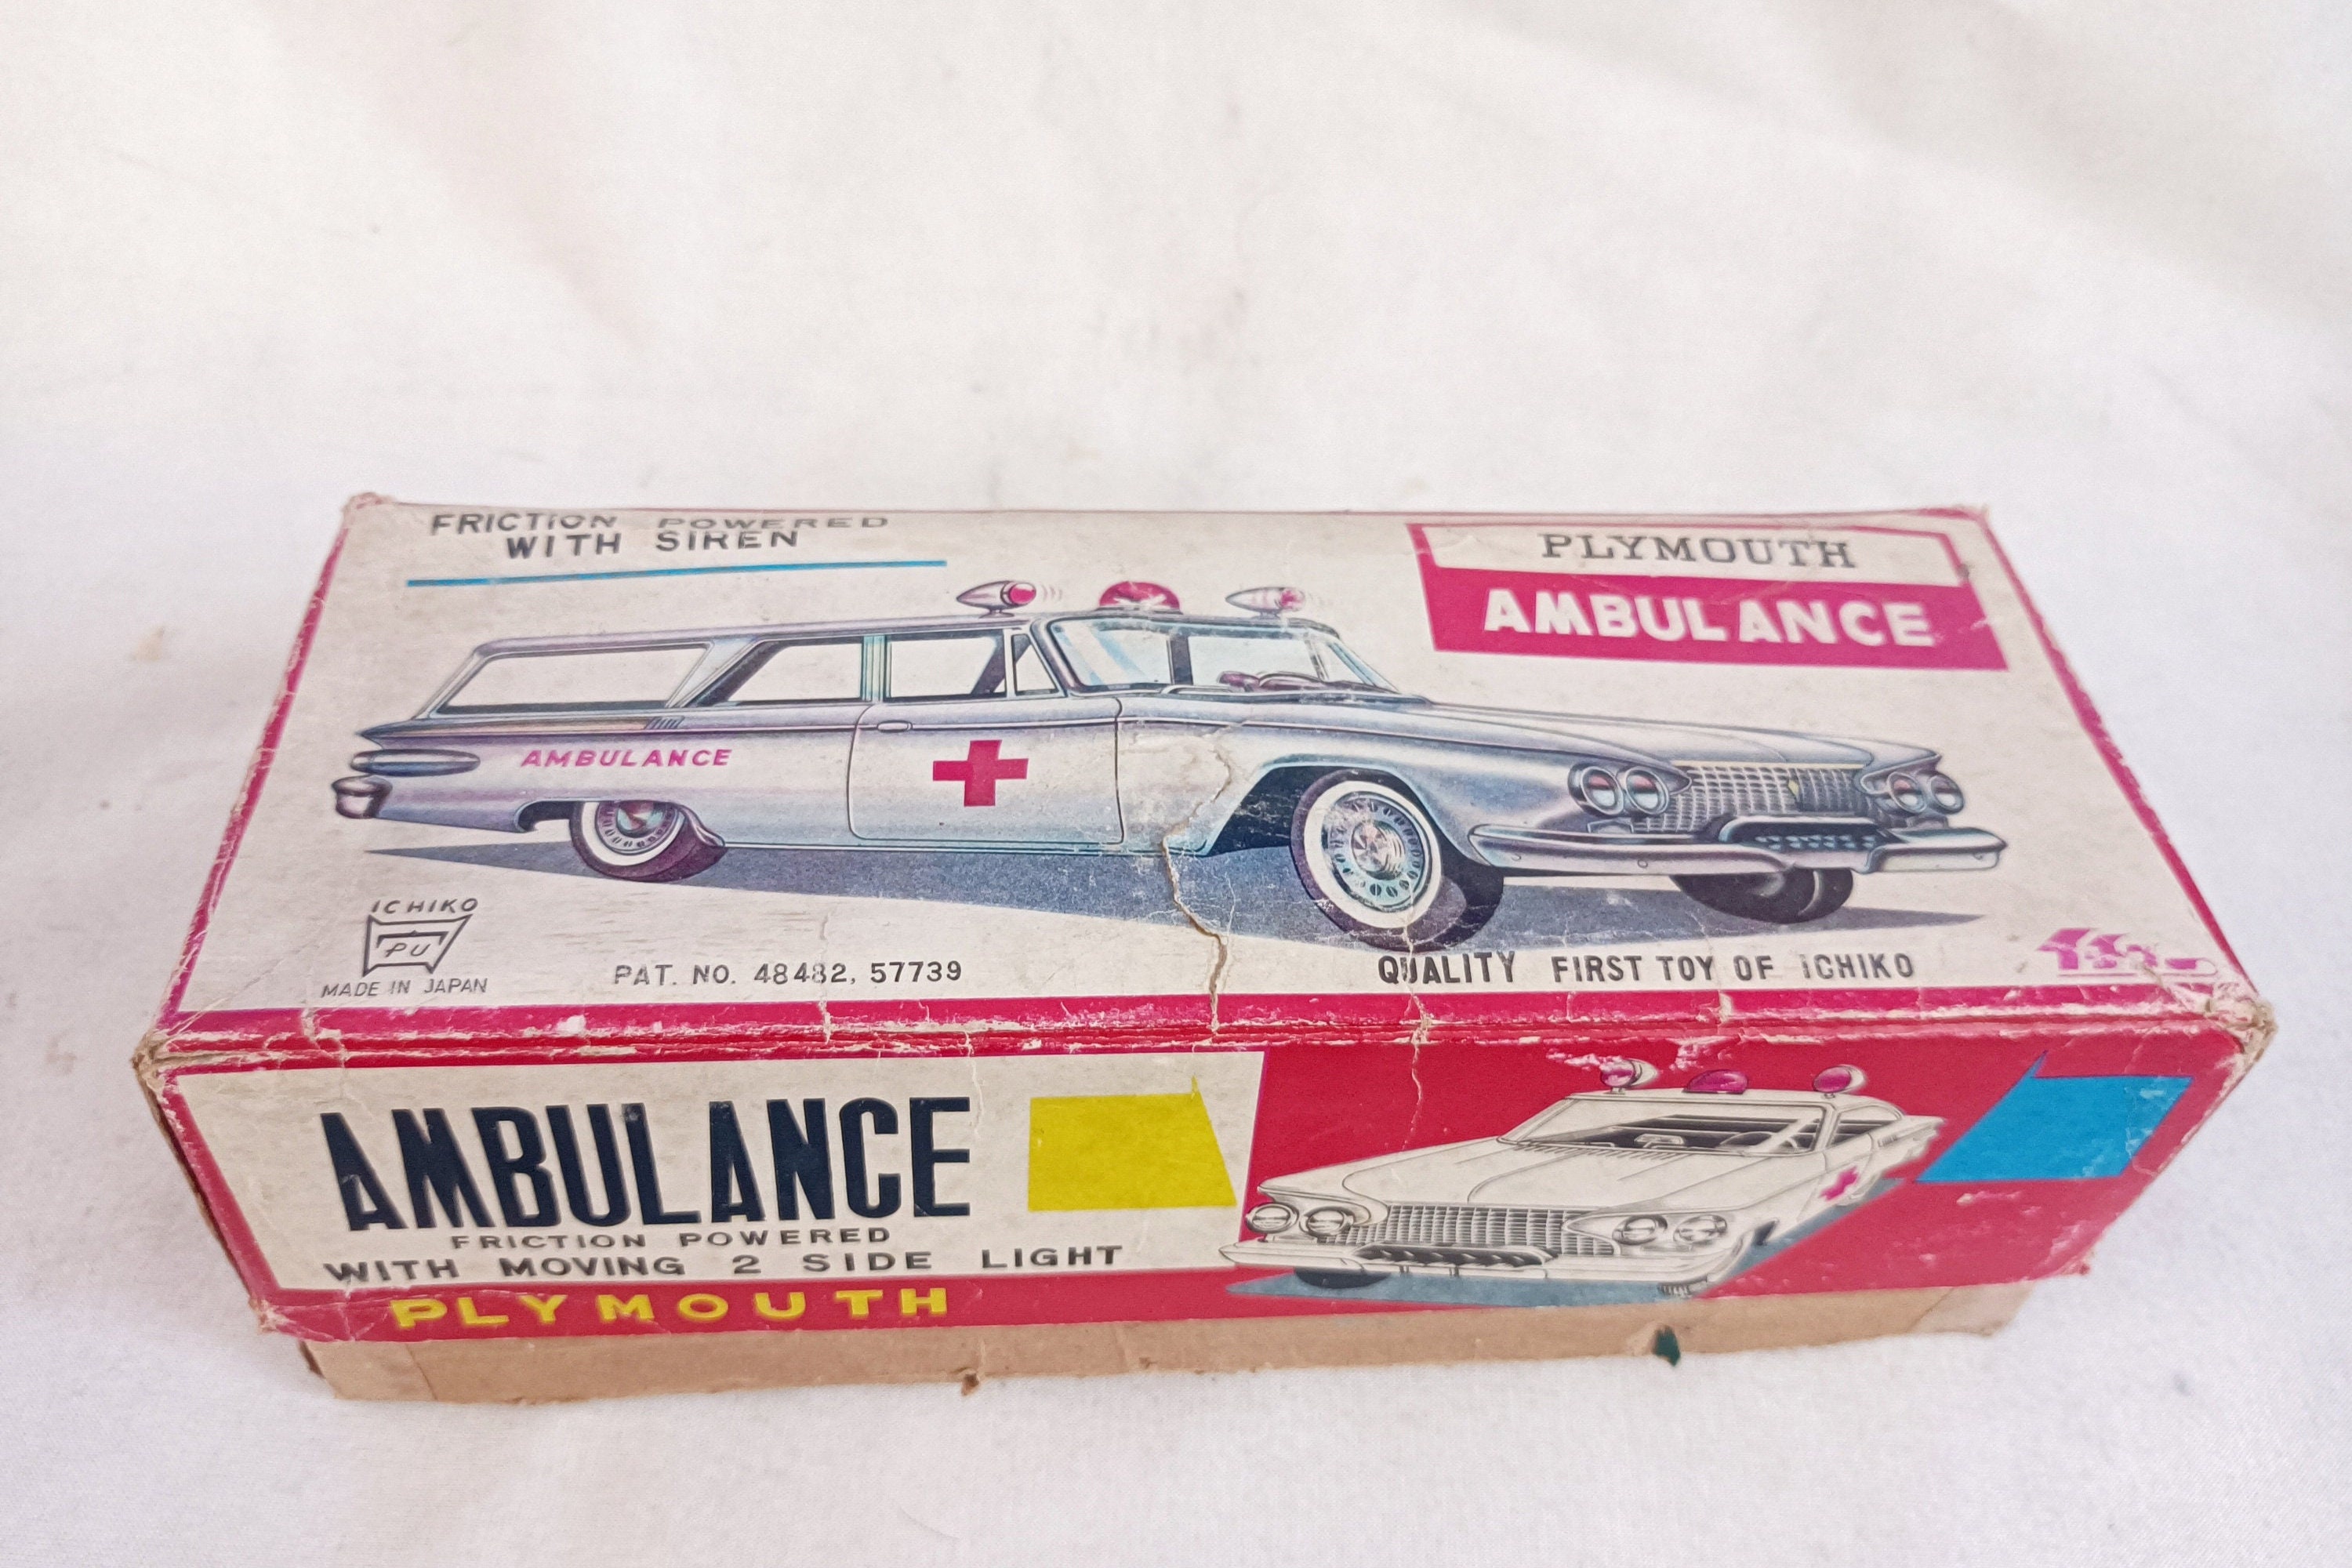 FRICTION POWERED
WITH SIREN
PLYMOUTH
AMBULANCE
AMBULANCE
ICHIKO
PU
MADE IN JAPAN
PAT. NO. 48482, 57739
QUALITY FIRST TOY OF ICHIKO
AMBULANCE
FRICTION POWERED
WITH MOVING 2 SIDE LIGHT
PLYMOUTH